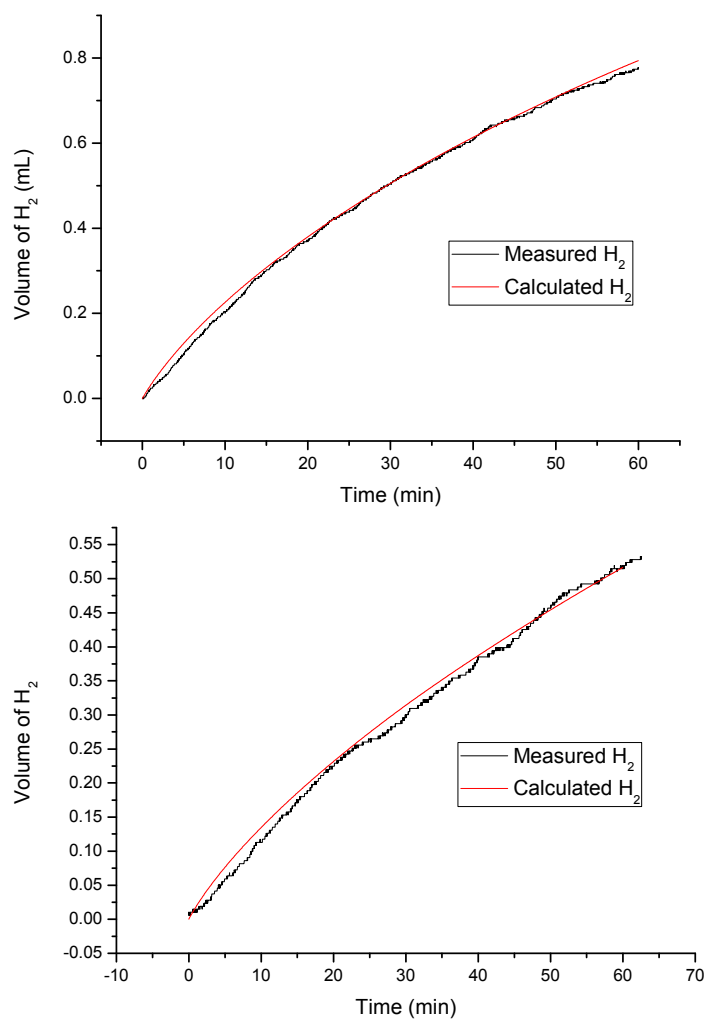 0.8
0.6
0.4
0.2
0.0
Volume of H₂ (mL)
Measured H₂
Calculated H₂
0 10 20 30 40 50 60
Time (min)
0.55
0.50
0.45
0.40
0.35
0.30
0.25
0.20
0.15
0.10
0.05
0.00
-0.05
Volume of H₂
Measured H₂
Calculated H₂
-10 0 10 20 30 40 50 60 70
Time (min)